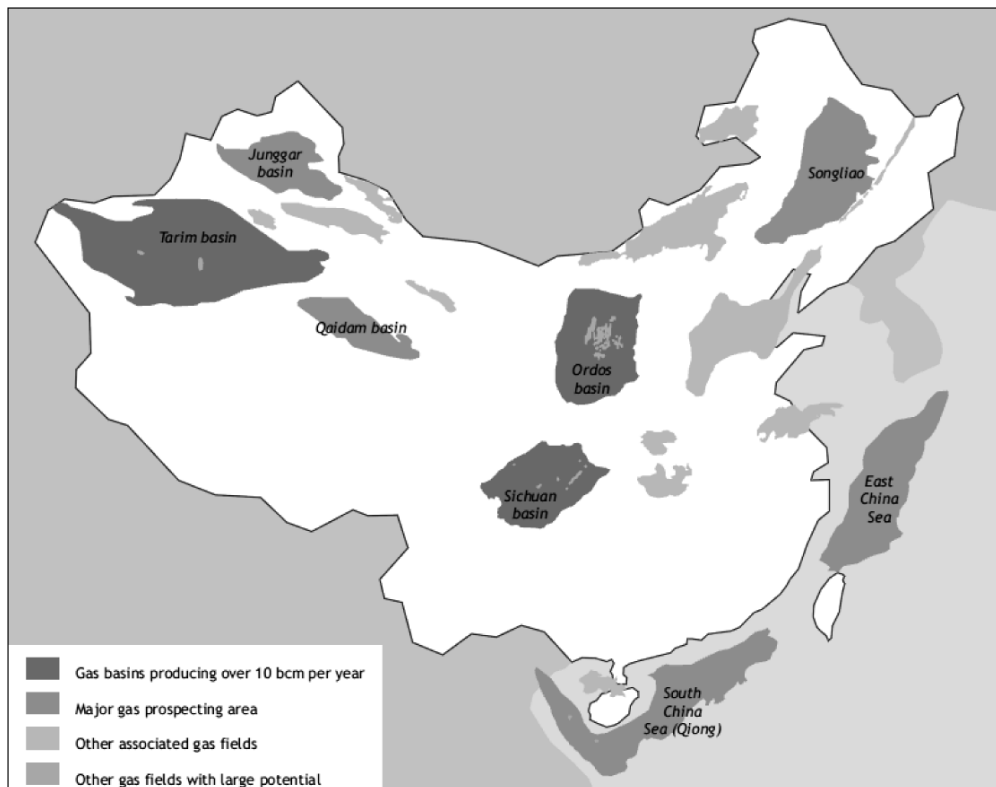 Junggar
basin
Songliao
Tarim basin
Qaidam basin
Ordos
basin
Sichuan
basin
East
China
Sea
South
China
Sea (Qiong)
Gas basins producing over 10 bcm per year
Major gas prospecting area
Other associated gas fields
Other gas fields with large potential